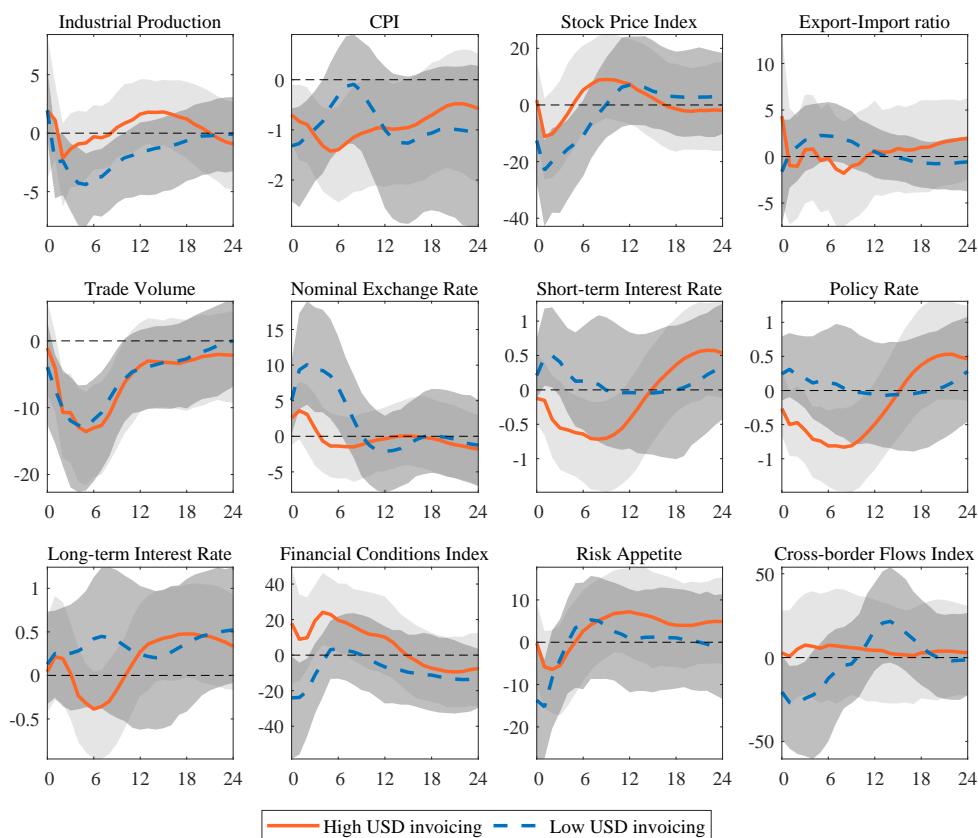 Industrial Production
CPI
Stock Price Index
Export-Import ratio
5
0
-5
0
-1
-2
20
0
-20
-40
10
5
0
-5
0 6 12 18 24
0 6 12 18 24
0 6 12 18 24
0 6 12 18 24
Trade Volume
Nominal Exchange Rate
Short-term Interest Rate
Policy Rate
0
-10
-20
15
10
5
0
-5
1
0.5
0
-0.5
-1
1
0.5
0
-0.5
-1
0 6 12 18 24
0 6 12 18 24
0 6 12 18 24
0 6 12 18 24
Long-term Interest Rate
Financial Conditions Index
Risk Appetite
Cross-border Flows Index
1
0.5
0
-0.5
40
20
0
-20
-40
10
0
-10
-20
50
0
-50
0 6 12 18 24
0 6 12 18 24
0 6 12 18 24
0 6 12 18 24
High USD invoicing
Low USD invoicing